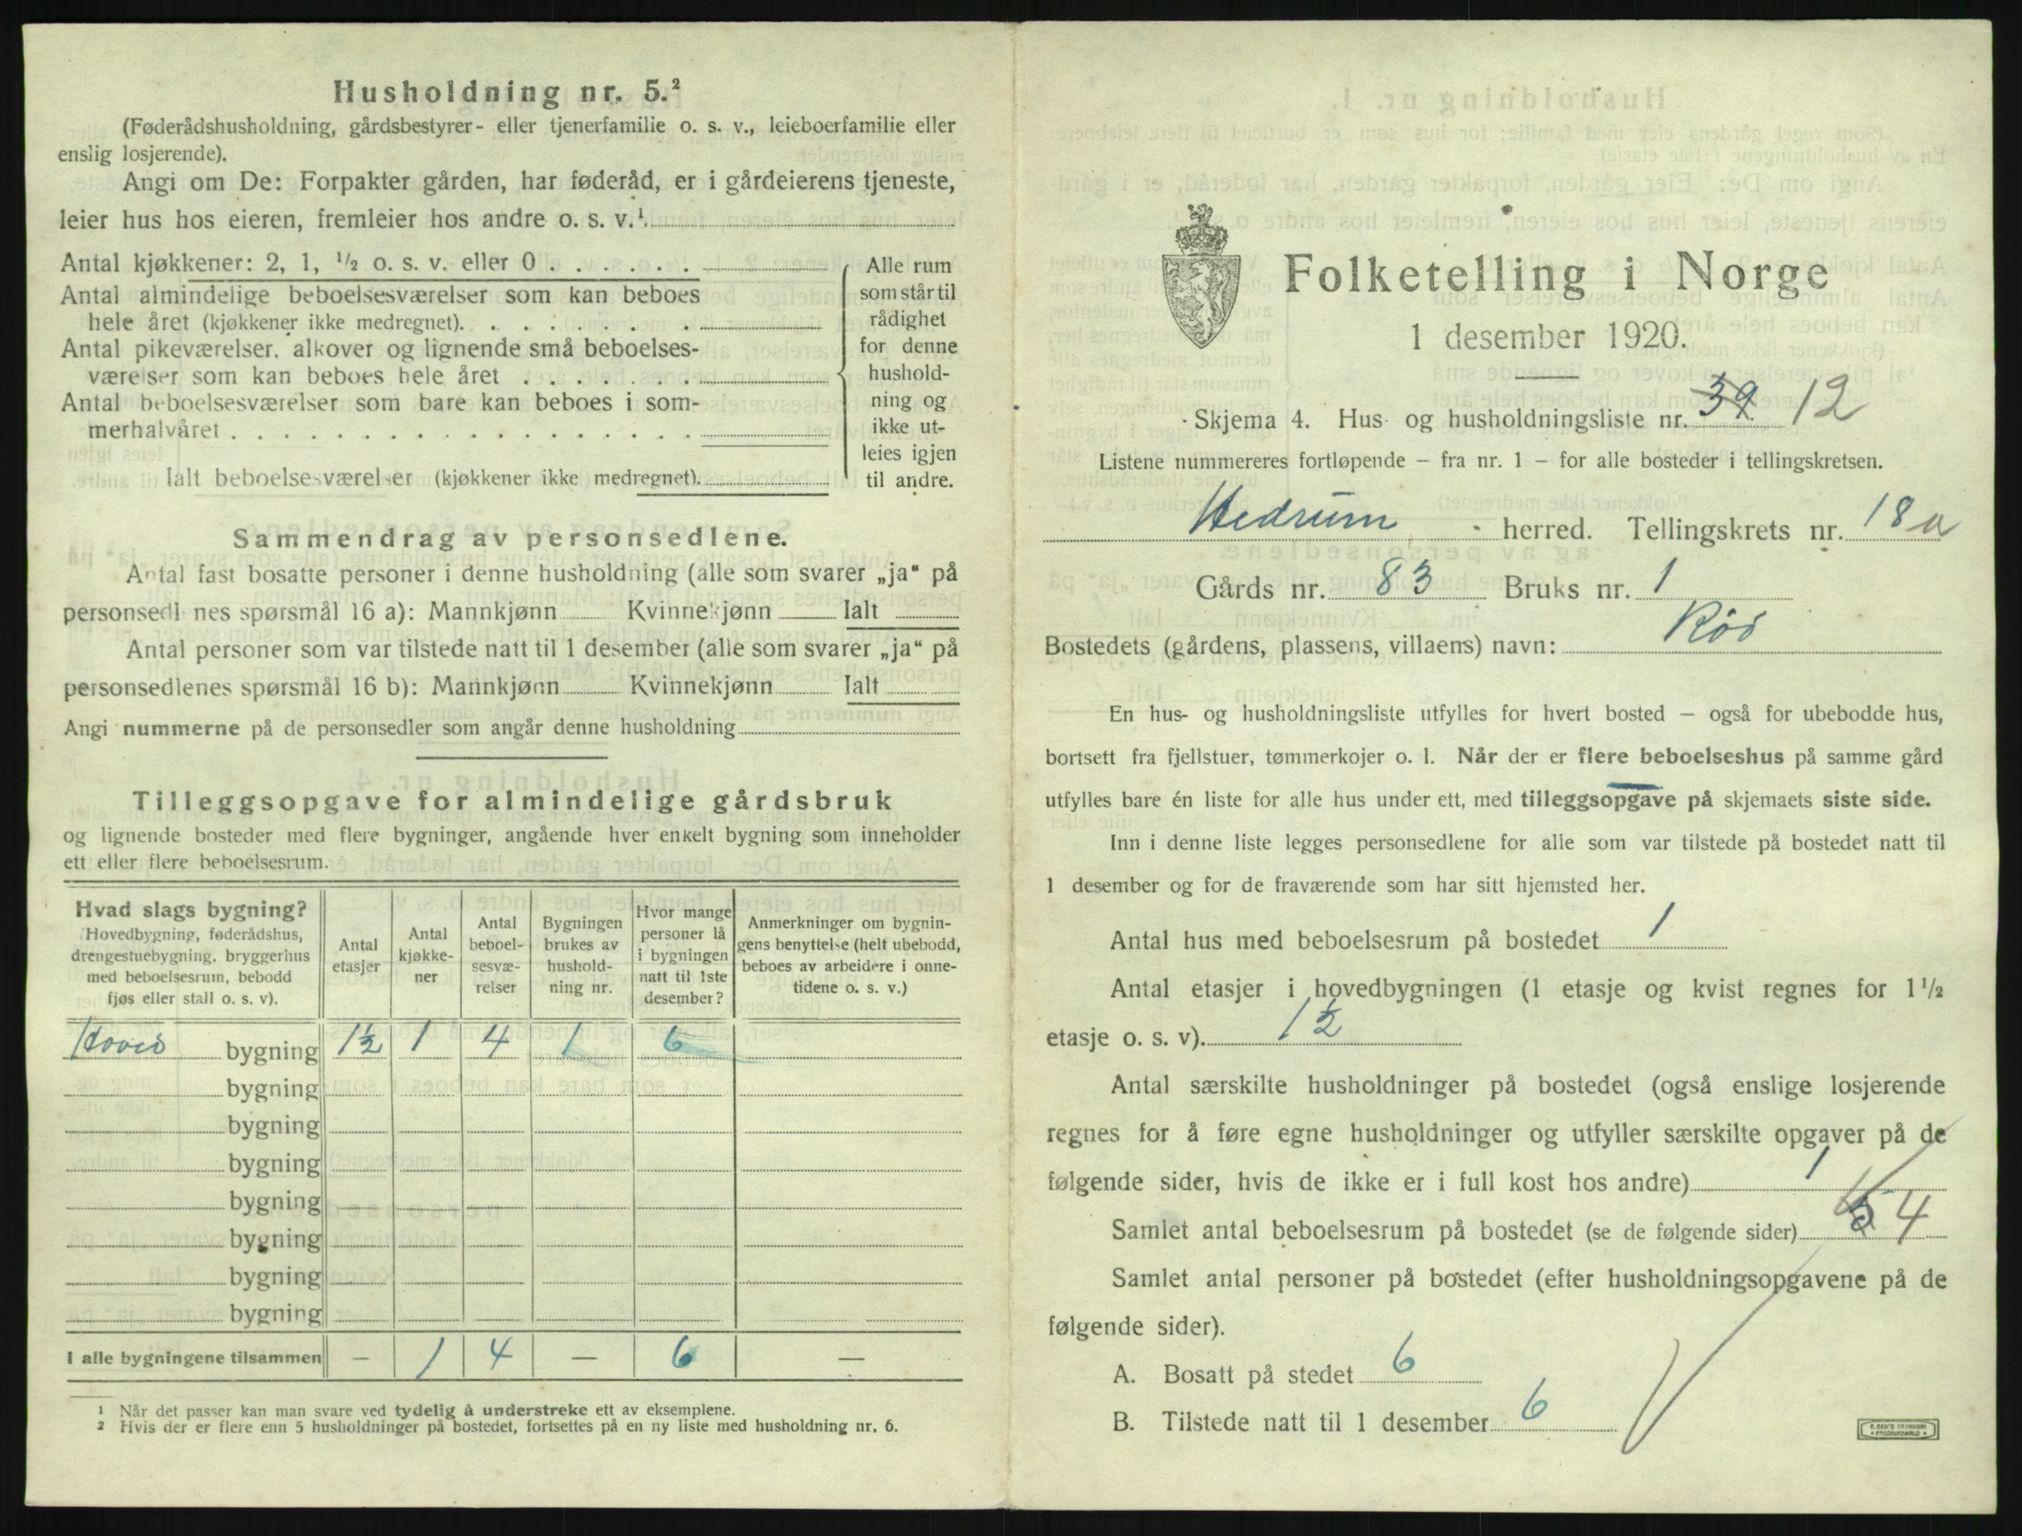 Husholdning nr. 5.²
(Føderådshusholdning, gårdsbestyrer- eller tjenerfamilie o. s. v., leieboerfamilie eller
enslig losjerende).
Angi om De: Forpakter gården, har føderåd, er i gårdeierens tjeneste,
leier hus hos eieren, fremleier hos andre o. s. v.¹
Antal kjøkkener: 2, 1, ½ o. s. v. eller 0 . . . . . .
Antal almindelige beboelsesværelser som kan beboes
hele året (kjøkkener ikke medregnet). . . . . . . .
Antal pikeværelser, alkover og lignende små beboelses-
værelser som kan beboes hele året . . . . . . .
Antal beboelsesværelser som bare kan beboes i som-
merhalvåret . . . . . . . . . . . . . . . . .
Ialt beboelsesværelser (kjøkkener ikke medregnet).
Alle rum
som står til
rådighet
for denne
hushold-
ning og
ikke ut-
leies igjen
til andre.
Sammendrag av personsedlene.
Antal fast bosatte personer i denne husholdning (alle som svarer „ja“ på
personsedlenes spørsmål 16 a): Mannkjønn Kvinnekjønn Ialt
Antal personer som var tilstede natt til 1 desember (alle som svarer „ja“ på
personsedlenes spørsmål 16 b): Mannkjønn Kvinnekjønn Ialt
Angi nummerne på de personsedler som angår denne husholdning
Tilleggsopgave for almindelige gårdsbruk
og lignende bosteder med flere bygninger, angående hver enkelt bygning som inneholder
ett eller flere beboelsesrum.
Hvad slags bygning?
Hovedbygning, føderådshus,
drengestuebygning, bryggerhus
med beboelsesrum, bebodd
fjøs eller stall o. s. v).
Antal
etasjer
Antal
kjøkke-
ner
Antal
beboel-
sesvæ-
relser
Bygningen
brukes av
hushold-
ning nr.
Hvor mange
personer lå
i bygningen
natt til 1ste
desember?
Anmerkninger om bygnin-
gens benyttelse (helt ubebodd,
beboes av arbeidere i onne-
tidene o. s. v.)
Hoved bygning 1½ 1 4 1 6
bygning
bygning
bygning
bygning
bygning
bygning
bygning
I alle bygningene tilsammen — 1 4 — 6 —
¹ Når det passer kan man svare ved tydelig å understreke ett av eksemplene.
² Hvis der er flere enn 5 husholdninger på bostedet, fortsettes på en ny liste med husholdning nr. 6.
Folketelling i Norge
1 desember 1920.
Skjema 4. Hus- og husholdningsliste nr. 39 12
Listene nummereres fortløpende – fra nr. 1 – for alle bosteder i tellingskretsen.
Hedrum - herred. Tellingskrets nr. 18 a
Gårds nr. 83 Bruks nr. 1
Bostedets (gårdens, plassens, villaens) navn: Rød
En hus- og husholdningsliste utfylles for hvert bosted – også for ubebodde hus,
bortsett fra fjellstuer, tømmerkojer o. l. Når der er flere beboelseshus på samme gård
utfylles bare én liste for alle hus under ett, med tilleggsopgave på skjemaets siste side.
Inn i denne liste legges personsedlene for alle som var tilstede på bostedet natt til
1 desember og for de fraværende som har sitt hjemsted her.
Antal hus med beboelsesrum på bostedet 1
Antal etasjer i hovedbygningen (1 etasje og kvist regnes for 1½
etasje o. s. v). 1½
Antal særskilte husholdninger på bostedet (også enslige losjerende
regnes for å føre egne husholdninger og utfyller særskilte opgaver på de
følgende sider, hvis de ikke er i full kost hos andre) 1
Samlet antal beboelsesrum på bostedet (se de følgende sider) 5 4
Samlet antal personer på bostedet (efter husholdningsopgavene på de
følgende sider).
A. Bosatt på stedet 6
B. Tilstede natt til 1 desember 6